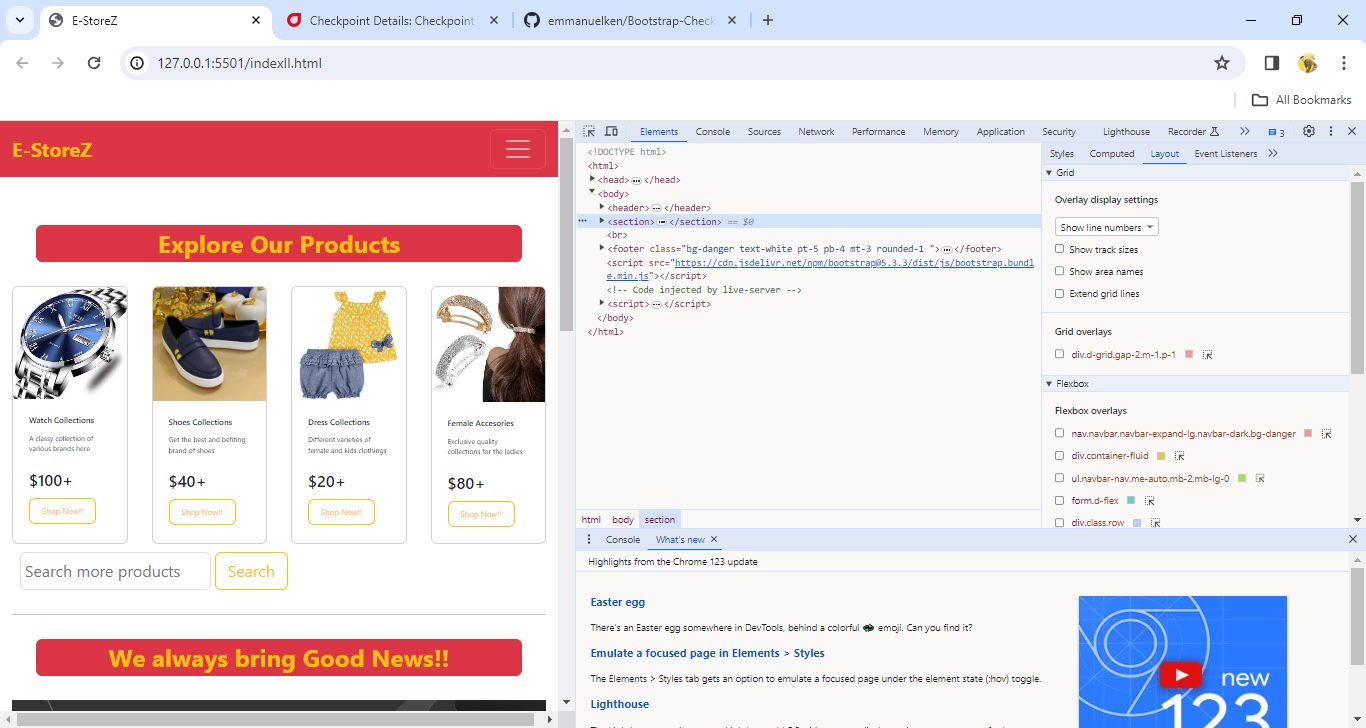 E-StoreZ
Checkpoint Details: Checkpoint
emmanuelken/Bootstrap-Chec
127.0.0.1:5501/indexII.html
All Bookmarks
E-StoreZ
Explore Our Products
Watch Collections
A classy collection of
various brands here
$100+
Shop Now!!
Shoes Collections
Get the best and befiting
brand of shoes
$40+
Shop Now!!
Dress Collections
Different varieties of
female and kids clothings
$20+
Shop Now!!
Female Accesories
Exclusive quality
collections for the ladies
$80+
Shop Now!!
Search more products
Search
We always bring Good News!!
Elements Console Sources Network Performance Memory Application Security Lighthouse Recorder 3
<!DOCTYPE html>
<html>
<head>…</head>
<body>
<header>…</header>
… <section>…</section> == $0
<br>
<footer class="bg-danger text-white pt-5 pb-4 mt-3 rounded-1 ">…</footer>
<script src="https://cdn.jsdelivr.net/npm/bootstrap@5.3.3/dist/js/bootstrap.bundl
e.min.js"></script>
<!-- Code injected by live-server -->
<script>…</script>
</body>
</html>
html body section
Styles Computed Layout Event Listeners
Grid
Overlay display settings
Show line numbers
Show track sizes
Show area names
Extend grid lines
Grid overlays
div.d-grid.gap-2.m-1.p-1
Flexbox
Flexbox overlays
nav.navbar.navbar-expand-lg.navbar-dark.bg-danger
div.container-fluid
ul.navbar-nav.me-auto.mb-2.mb-lg-0
form.d-flex
div.class.row
Console What's new
Highlights from the Chrome 123 update
Easter egg
There's an Easter egg somewhere in DevTools, behind a colorful emoji. Can you find it?
Emulate a focused page in Elements > Styles
The Elements > Styles tab gets an option to emulate a focused page under the element state (:hov) toggle.
Lighthouse
new
123